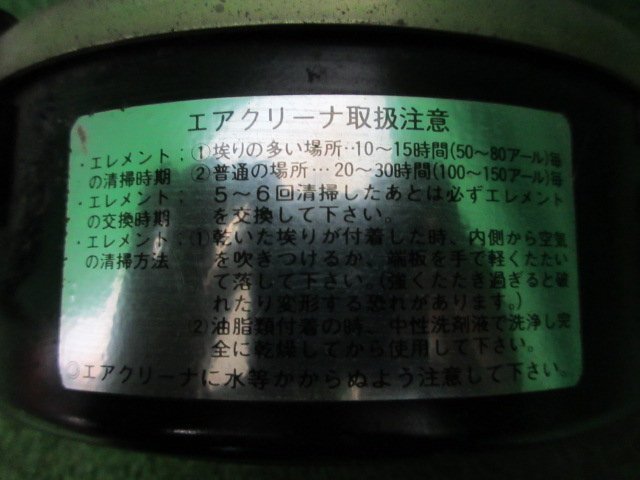 エアクリーナ取扱注意
・エレメント：①埃りの多い場所‥10～15時間(50～80アール)毎
の清掃時期 ②普通の場所…20～30時間(100～150アール)毎
・エレメント：5～6回清掃したあとは必ずエレメント
の交換時期 を交換して下さい。
・エレメント：①乾いた埃りが付着した時、内側から空気
の清掃方法 を吹きつけるか、端板を手で軽くたたい
て落して下さい。(強くたたき過ぎると破
れたり変形する恐れがあります。)
②油脂類付着の時、中性洗剤液で洗浄し完
全に乾燥してから使用して下さい。
◎エアクリーナに水等かからぬよう注意して下さい。